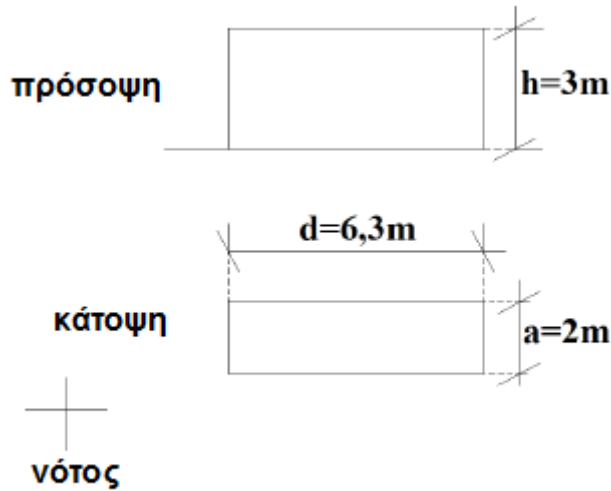 πρόσοψη
h=3m
d=6,3m
κάτοψη
a=2m
νότος